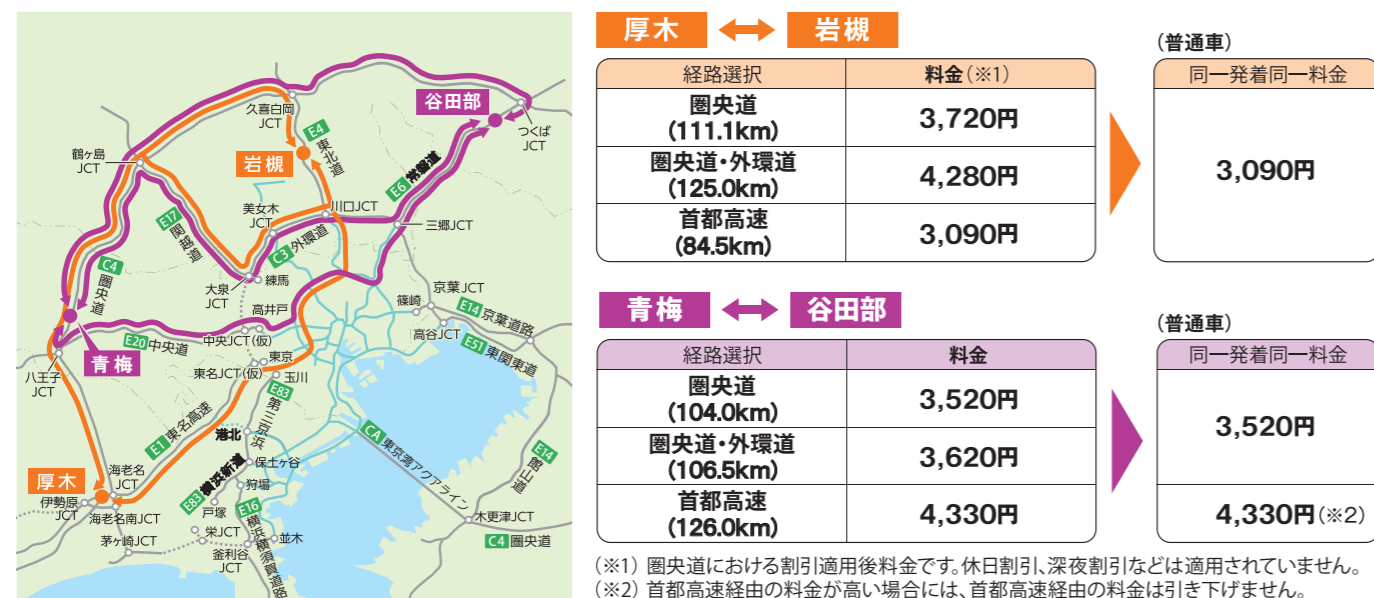 厚木 岩槻
(普通車)
経路選択 料金(※1)
同一発着同一料金
圏央道
(111.1km)
3,720円
圏央道・外環道
(125.0km)
4,280円
首都高速
(84.5km)
3,090円
3,090円
青梅 谷田部
(普通車)
経路選択 料金
同一発着同一料金
圏央道
(104.0km)
3,520円
圏央道・外環道
(106.5km)
3,620円
首都高速
(126.0km)
4,330円
3,520円
4,330円(※2)
(※1) 圏央道における割引適用後料金です。休日割引、深夜割引などは適用されていません。
(※2) 首都高速経由の料金が高い場合には、首都高速経由の料金は引き下げません。
久喜白岡
JCT
谷田部
つくば
JCT
E4 東北道
鶴ヶ島
JCT
岩槻
E6 常磐道
美女木
JCT
川口JCT
三郷JCT
E17 関越道
C3 外環道
C4 圏央道
大泉
JCT
練馬
高井戸
篠崎
京葉JCT
E14 京葉道路
高谷JCT
E51 東関東道
E20 中央道
中央JCT(仮)
青梅
八王子
JCT
東京
東名JCT(仮)
玉川
E83 第三京浜
E1 東名高速
港北
CA 東京湾アクアライン
E14 館山道
海老名
JCT
保土ヶ谷
横浜新道
E83
厚木
伊勢原
JCT
海老名南JCT
狩場
戸塚
E16 横浜横須賀道路
木更津JCT
茅ヶ崎JCT
栄JCT
並木
釜利谷
JCT
C4 圏央道